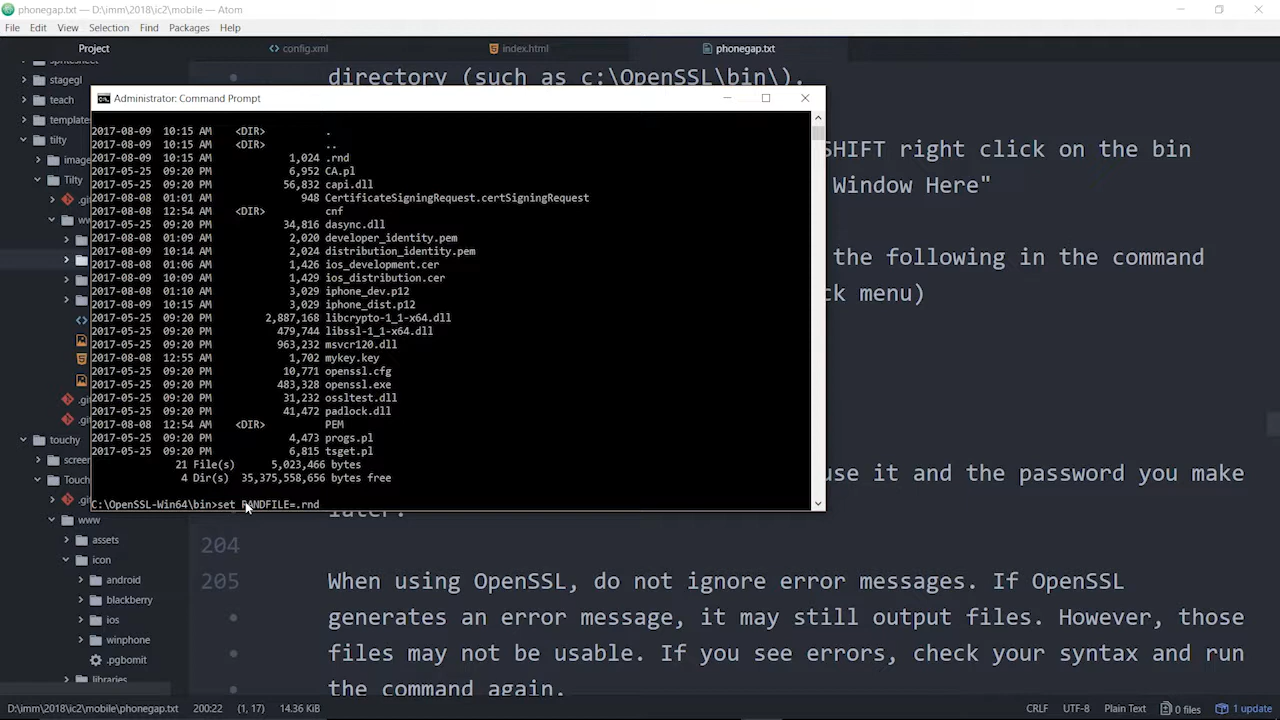 phonegap.txt — D:\imm\2018\ic2\mobile — Atom
File Edit View Selection Find Packages Help
Project
config.xml
index.html
phonegap.txt
stagegl
teach
template
tilty
image
Tilty
.g
ww
.gi
.git
touchy
scree
Touch
.g
www
assets
icon
android
blackberry
ios
winphone
.pgbomit
libraries
directory (such as c:\OpenSSL\bin\).
SHIFT right click on the bin
Window Here"
the following in the command
ck menu)
use it and the password you make
later.
204
205 When using OpenSSL, do not ignore error messages. If OpenSSL
generates an error message, it may still output files. However, those
files may not be usable. If you see errors, check your syntax and run
the command again.
Administrator: Command Prompt
2017-08-09 10:15 AM <DIR> .
2017-08-09 10:15 AM <DIR> ..
2017-08-09 10:15 AM 1,024 .rnd
2017-05-25 09:20 PM 6,952 CA.pl
2017-05-25 09:20 PM 56,832 capi.dll
2017-08-08 01:01 AM 948 CertificateSigningRequest.certSigningRequest
2017-08-08 12:54 AM <DIR> cnf
2017-05-25 09:20 PM 34,816 dasync.dll
2017-08-08 01:09 AM 2,020 developer_identity.pem
2017-08-09 10:14 AM 2,024 distribution_identity.pem
2017-08-08 01:06 AM 1,426 ios_development.cer
2017-08-09 10:09 AM 1,429 ios_distribution.cer
2017-08-08 01:10 AM 3,029 iphone_dev.p12
2017-08-09 10:15 AM 3,029 iphone_dist.p12
2017-05-25 09:20 PM 2,887,168 libcrypto-1_1-x64.dll
2017-05-25 09:20 PM 479,744 libssl-1_1-x64.dll
2017-05-25 09:20 PM 963,232 msvcr120.dll
2017-08-08 12:55 AM 1,702 mykey.key
2017-05-25 09:20 PM 10,771 openssl.cfg
2017-05-25 09:20 PM 483,328 openssl.exe
2017-05-25 09:20 PM 31,232 ossltest.dll
2017-05-25 09:20 PM 41,472 padlock.dll
2017-08-08 12:54 AM <DIR> PEM
2017-05-25 09:20 PM 4,473 progs.pl
2017-05-25 09:20 PM 6,815 tsget.pl
21 File(s) 5,023,466 bytes
4 Dir(s) 35,375,558,656 bytes free
C:\OpenSSL-Win64\bin>set RANDFILE=.rnd
D:\imm\2018\ic2\mobile\phonegap.txt 200:22 (1, 17) 14.36 KiB CRLF UTF-8 Plain Text 0 files 1 update